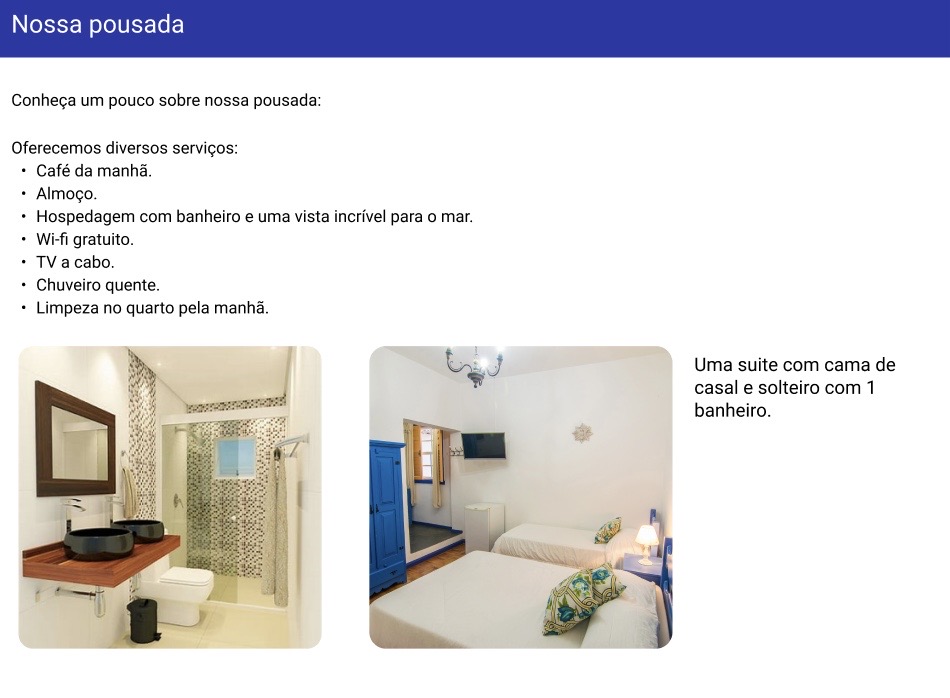 Nossa pousada
Conheça um pouco sobre nossa pousada:
Oferecemos diversos serviços:
• Café da manhã.
• Almoço.
• Hospedagem com banheiro e uma vista incrível para o mar.
• Wi-fi gratuito.
• TV a cabo.
• Chuveiro quente.
• Limpeza no quarto pela manhã.
Uma suite com cama de
casal e solteiro com 1
banheiro.